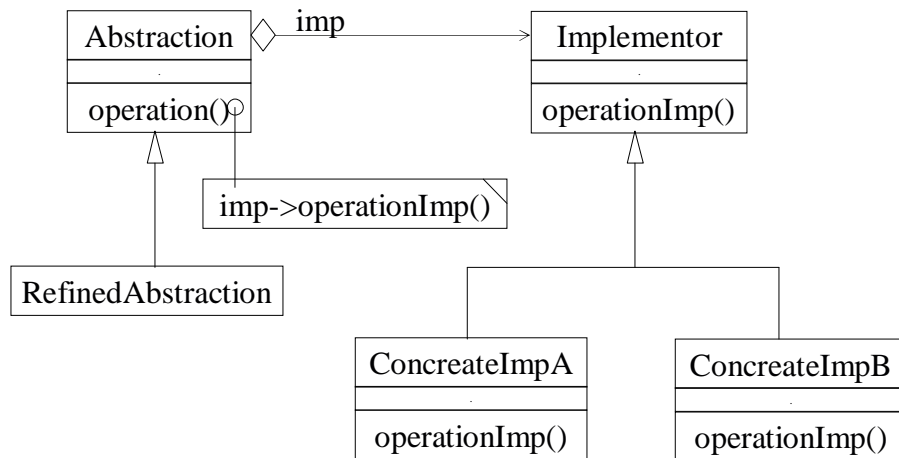 Abstraction
imp
Implementor
operation()
operationImp()
imp->operationImp()
RefinedAbstraction
ConcreateImpA
ConcreateImpB
operationImp()
operationImp()